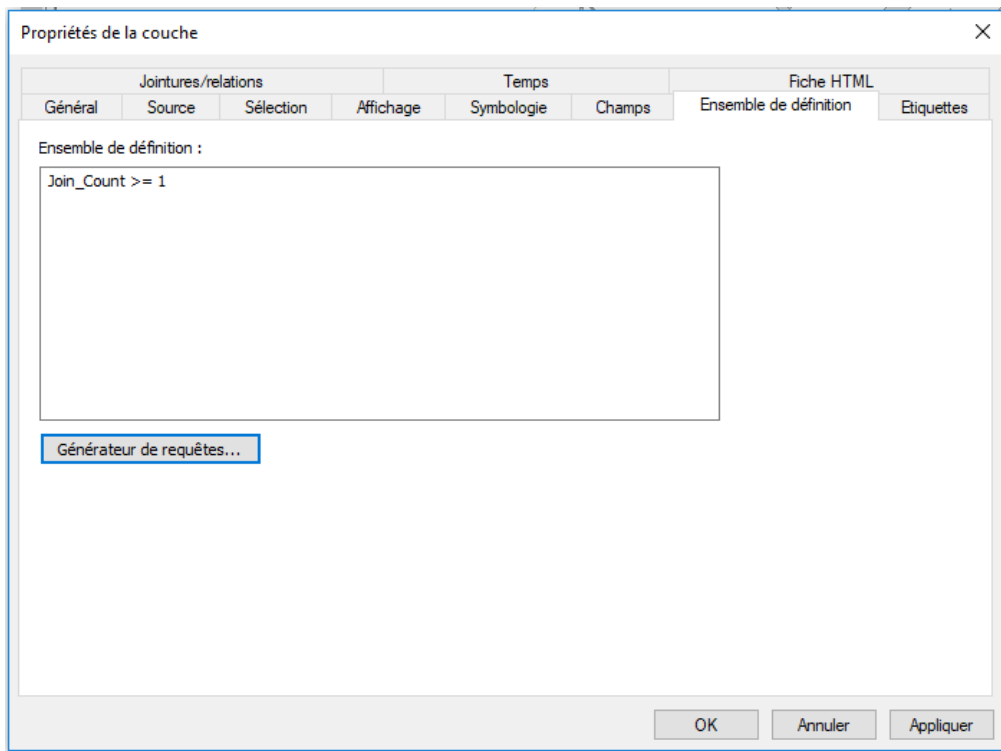 Propriétés de la couche
Jointures/relations Temps Fiche HTML
Général Source Sélection Affichage Symbologie Champs Ensemble de définition Etiquettes
Ensemble de définition :
Join_Count >= 1
Générateur de requêtes...
OK Annuler Appliquer